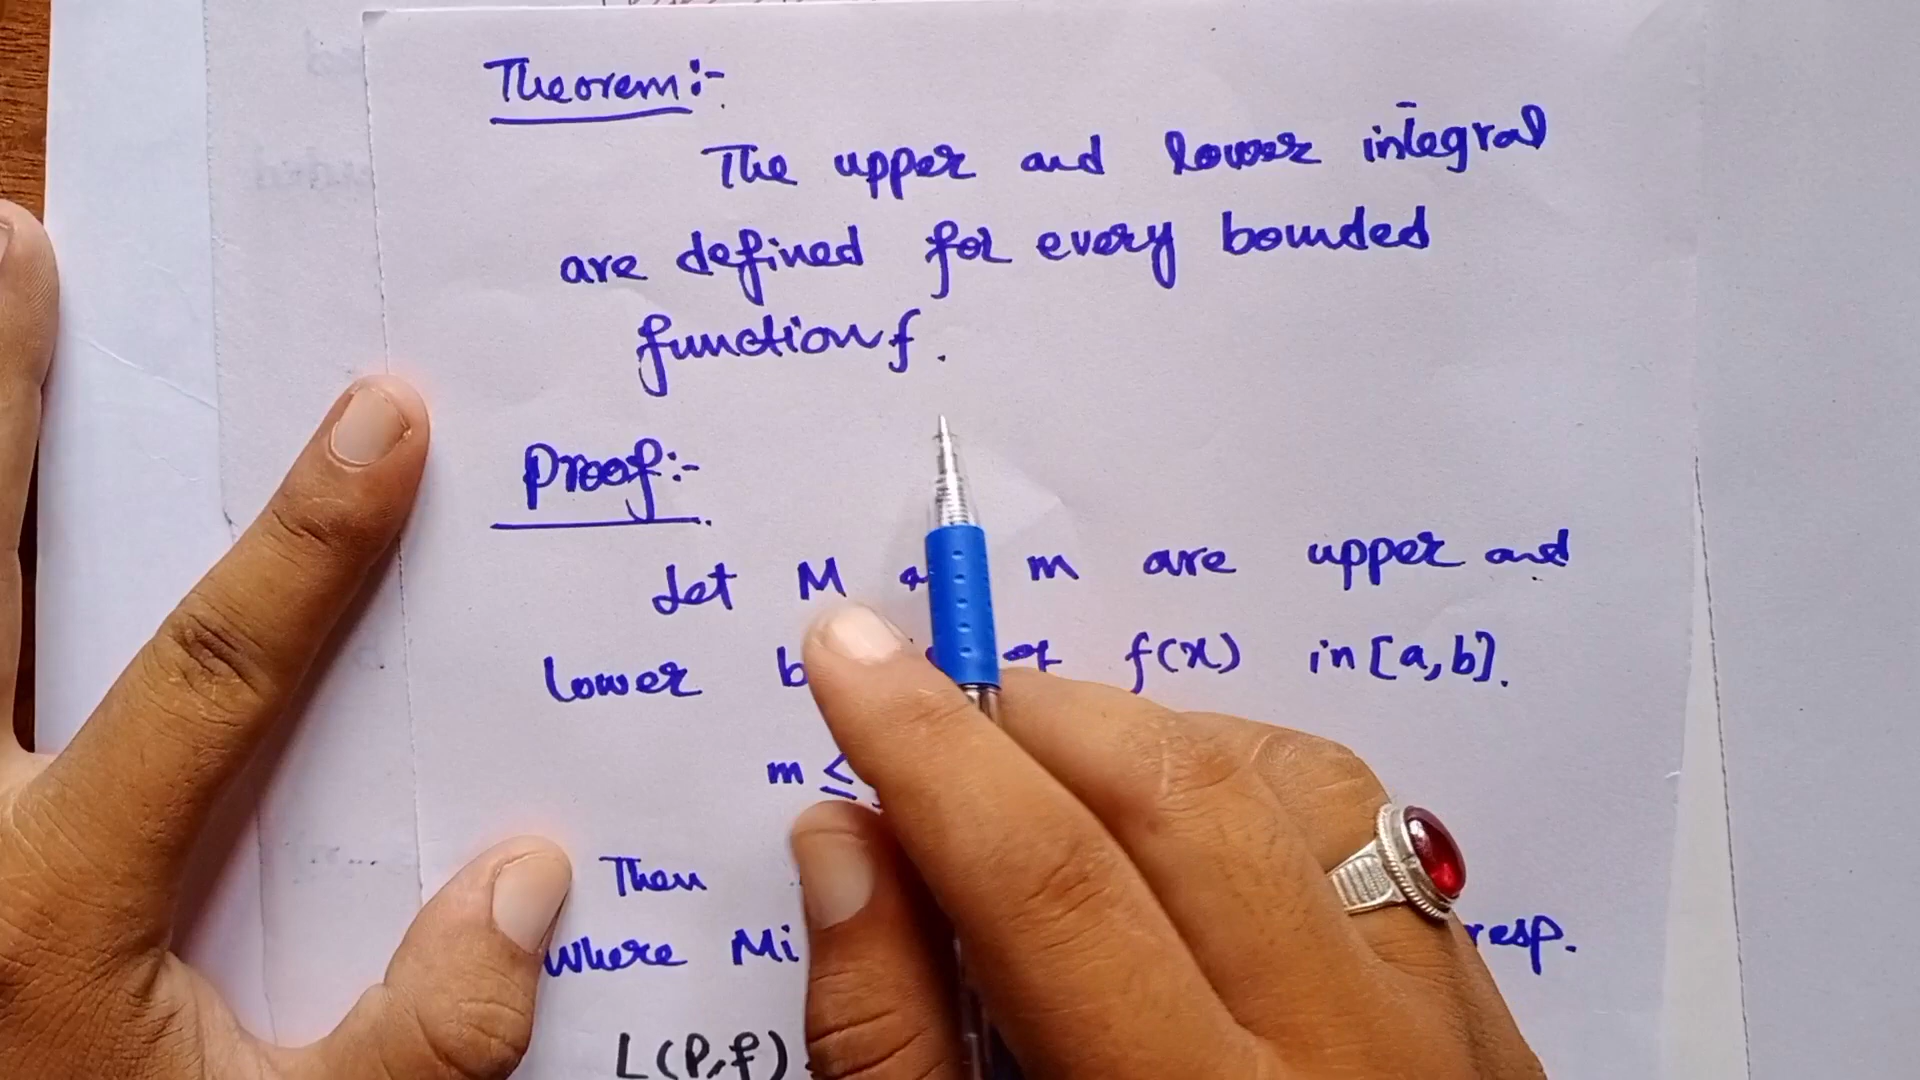 Theorem:-
The upper and lower integral
are defined for every bounded
function f.
Proof:-
Let M m are upper and
lower of f(x) in [a,b].
m ≤
Then
Where Mi resp.
L(P,f)